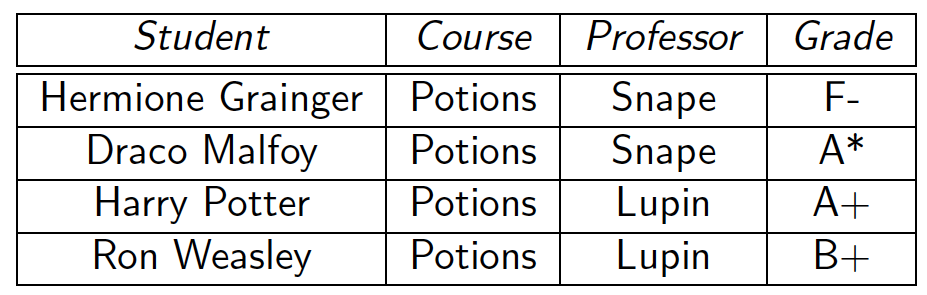 Student Course Professor Grade
Hermione Grainger Potions Snape F-
Draco Malfoy Potions Snape A*
Harry Potter Potions Lupin A+
Ron Weasley Potions Lupin B+